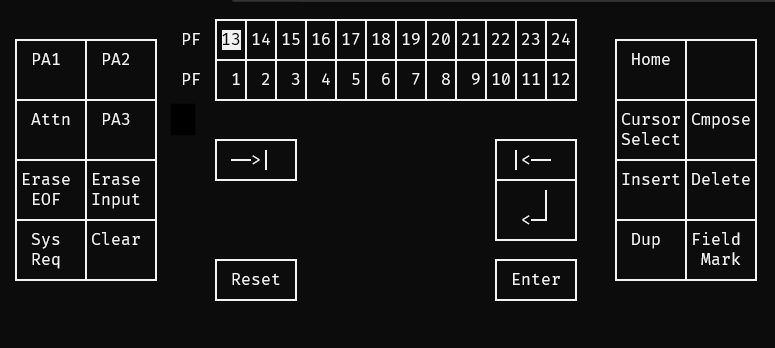 PF 13 14 15 16 17 18 19 20 21 22 23 24
PA1 PA2 Home
PF 1 2 3 4 5 6 7 8 9 10 11 12
Attn PA3 Cursor Cmpose
Select
—>| |<—
Erase Erase Insert Delete
EOF Input
<—
Sys Clear Dup Field
Req Mark
Reset Enter